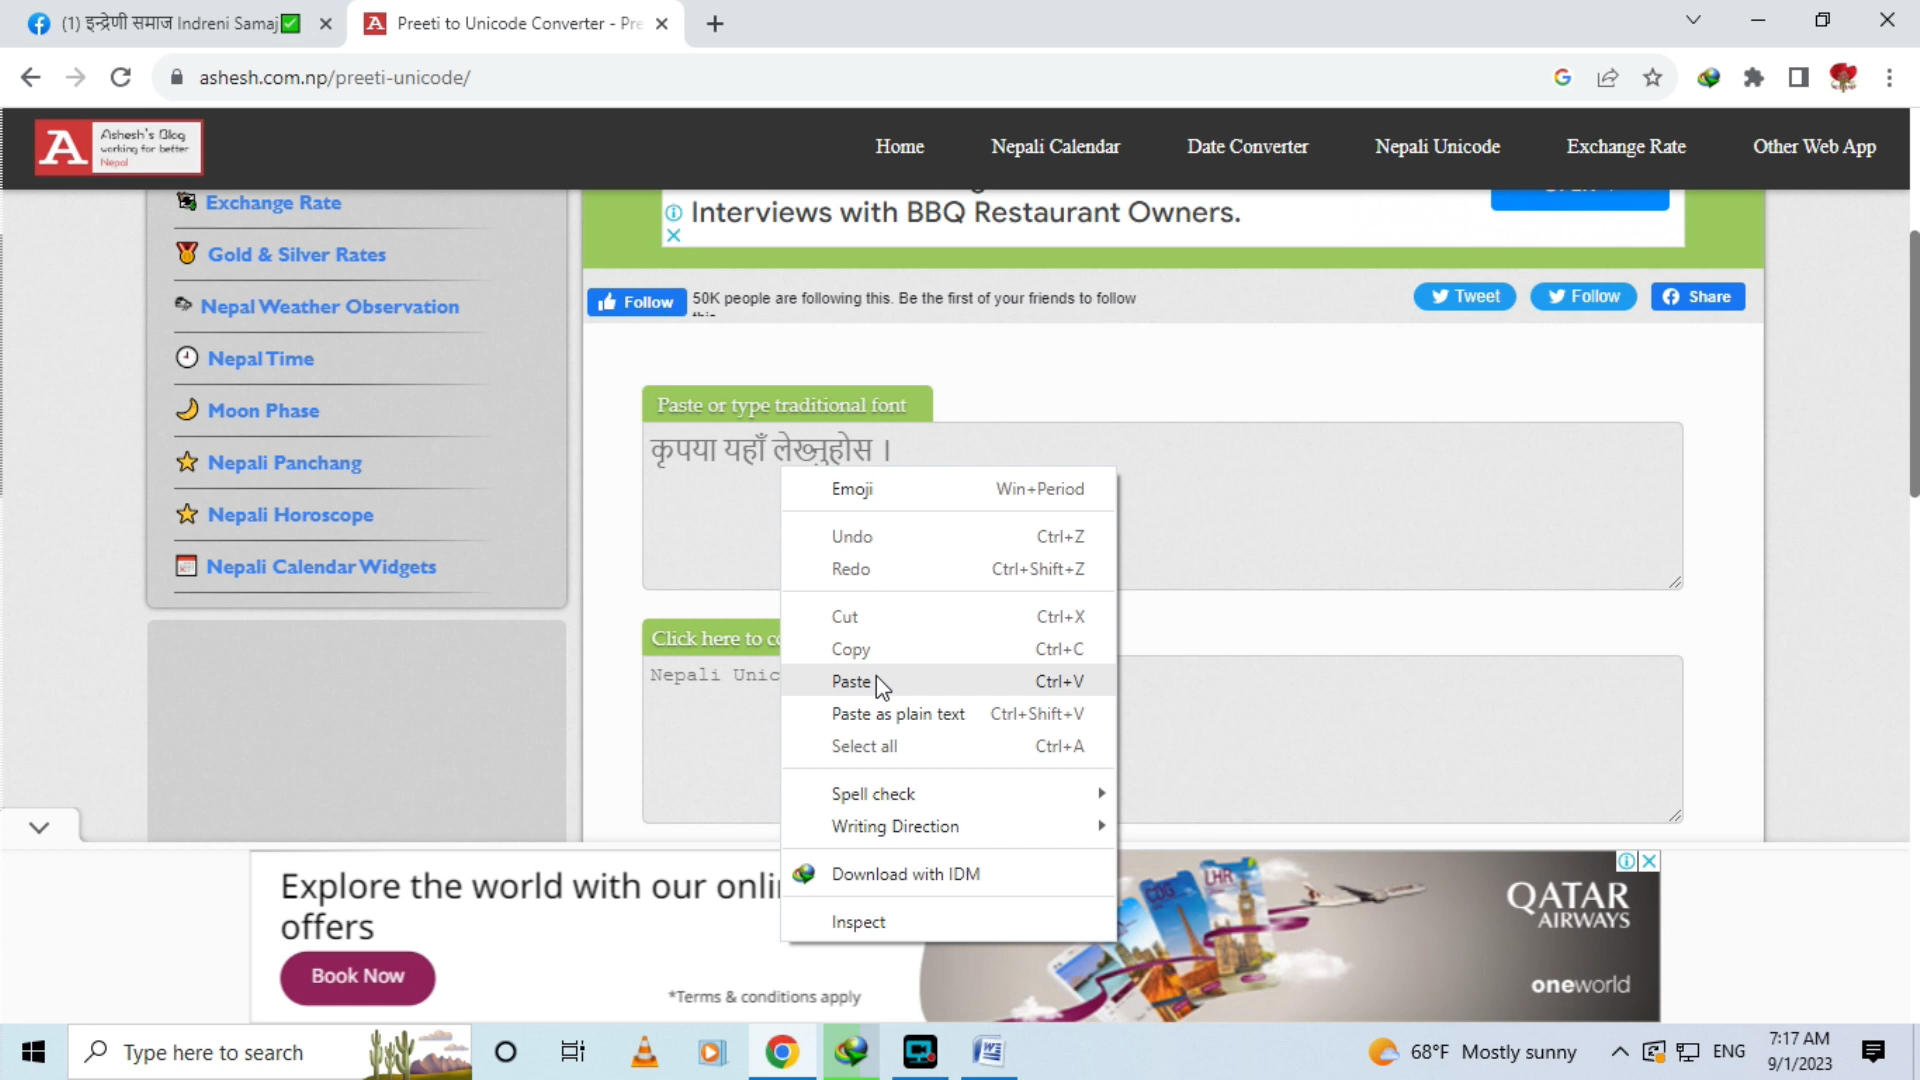 (1) इन्द्रेणी समाज Indreni Samaj✅
Preeti to Unicode Converter - Pre
ashesh.com.np/preeti-unicode/
A
Ashesh's Blog
working for better
Nepal
Home
Nepali Calendar
Date Converter
Nepali Unicode
Exchange Rate
Other Web App
Exchange Rate
Gold & Silver Rates
Nepal Weather Observation
Nepal Time
Moon Phase
Nepali Panchang
Nepali Horoscope
Nepali Calendar Widgets
Interviews with BBQ Restaurant Owners.
Follow
50K people are following this. Be the first of your friends to follow
Tweet
Follow
Share
Paste or type traditional font
कृपया यहाँ लेख्नुहोस ।
Click here to
Nepali Unic
Emoji Win+Period
Undo Ctrl+Z
Redo Ctrl+Shift+Z
Cut Ctrl+X
Copy Ctrl+C
Paste Ctrl+V
Paste as plain text Ctrl+Shift+V
Select all Ctrl+A
Spell check
Writing Direction
Download with IDM
Inspect
Explore the world with our onli
offers
Book Now
*Terms & conditions apply
CDG
LHR
QATAR
AIRWAYS
oneworld
Type here to search
68°F Mostly sunny
ENG
7:17 AM
9/1/2023